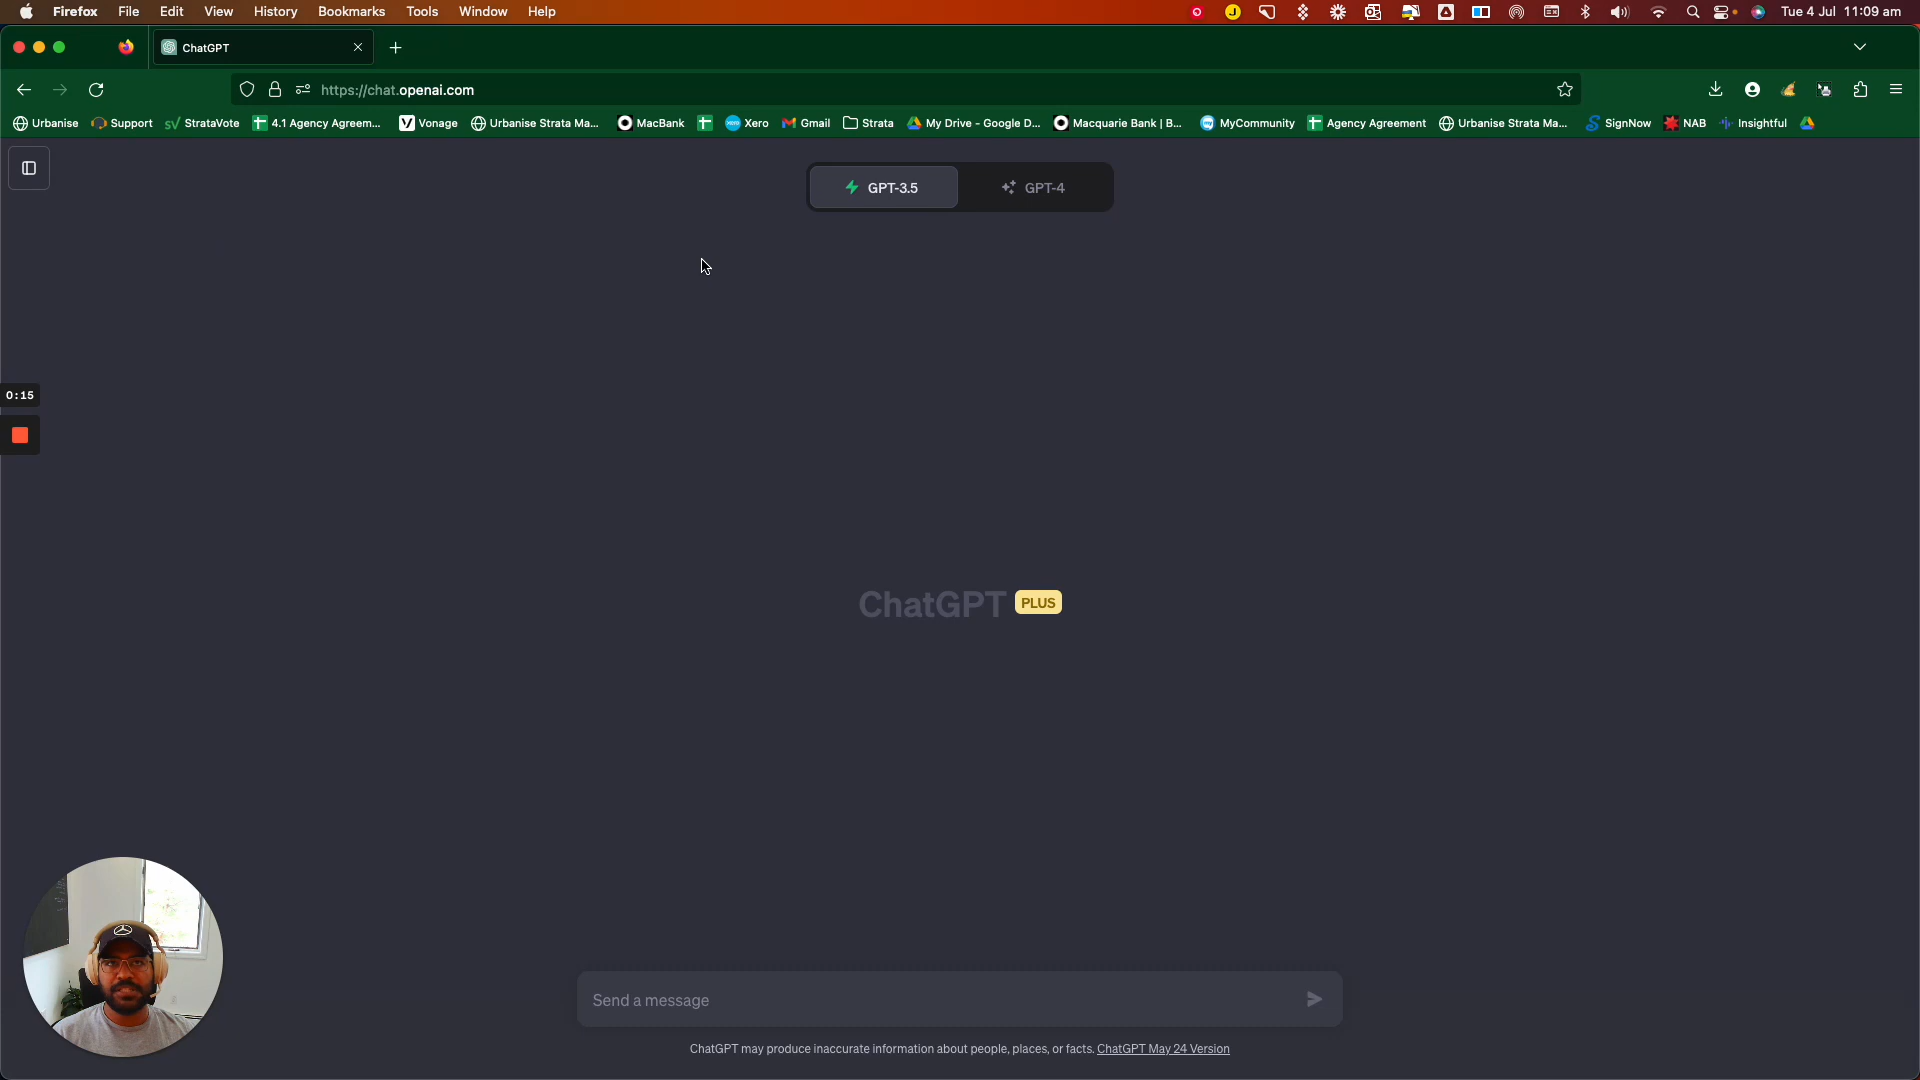 Firefox File Edit View History Bookmarks Tools Window Help Tue 4 Jul 11:09 am
ChatGPT
https://chat.openai.com
Urbanise Support StrataVote 4.1 Agency Agreem... Vonage Urbanise Strata Ma... MacBank Xero Gmail Strata My Drive - Google D... Macquarie Bank | B... MyCommunity Agency Agreement Urbanise Strata Ma... SignNow NAB Insightful
GPT-3.5 GPT-4
0:15
ChatGPT PLUS
Send a message
ChatGPT may produce inaccurate information about people, places, or facts. ChatGPT May 24 Version